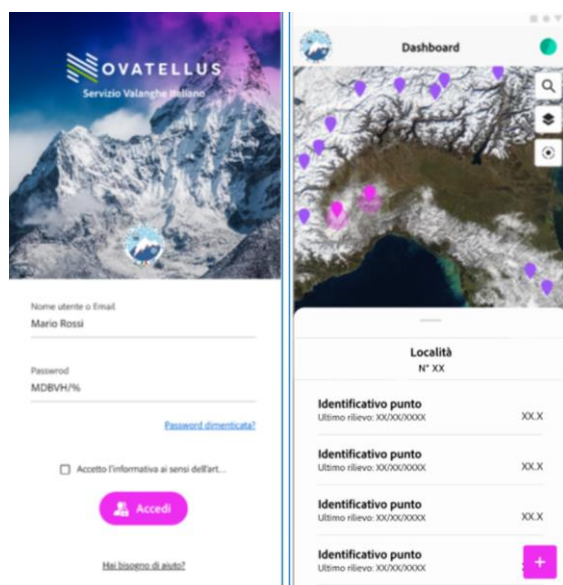 NOVATELLUS
Servizio Valanghe Italiano
Nome utente o Email
Mario Rossi
Passwrod
MDBVH/%
Password dimenticata?
Accetto l'informativa ai sensi dell'art...
Accedi
Hai bisogno di aiuto?
Dashboard
Località
N° XX
Identificativo punto
Ultimo rilievo: XX/XX/XXXX
XX.X
Identificativo punto
Ultimo rilievo: XX/XX/XXXX
XX.X
Identificativo punto
Ultimo rilievo: XX/XX/XXXX
XX.X
Identificativo punto
Ultimo rilievo: XX/XX/XXXX
+